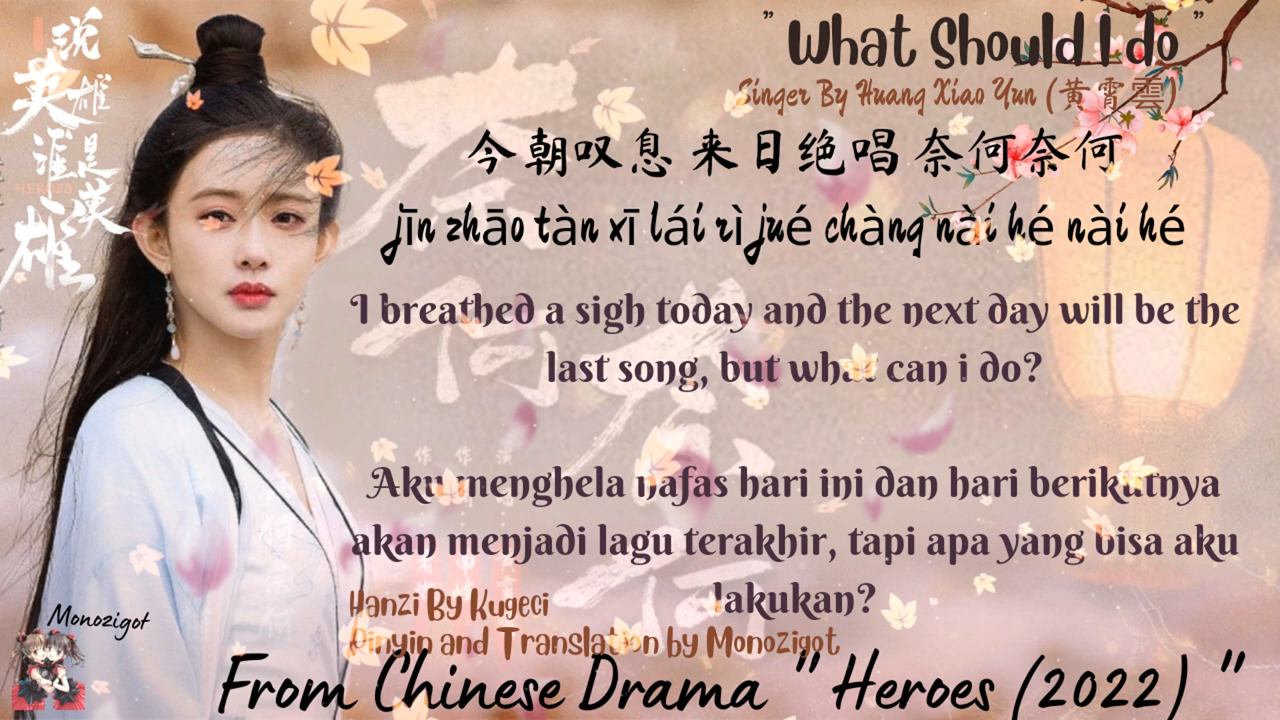 说
英雄
谁是
HEROES
英
雄
" What Should I do "
Singer By Huang Xiao Yun (黄霄雲)
今朝叹息 来日绝唱 奈何奈何
jīn zhāo tàn xī lái rì jué chàng nài hé nài hé
I breathed a sigh today and the next day will be the
last song, but what can i do?
奈何
奈何
Aku menghela nafas hari ini dan hari berikutnya
akan menjadi lagu terakhir, tapi apa yang bisa aku
lakukan?
Hanzi By Kugeci
Pinyin and Translation by Monozigot
Monozigot
From Chinese Drama " Heroes (2022) "